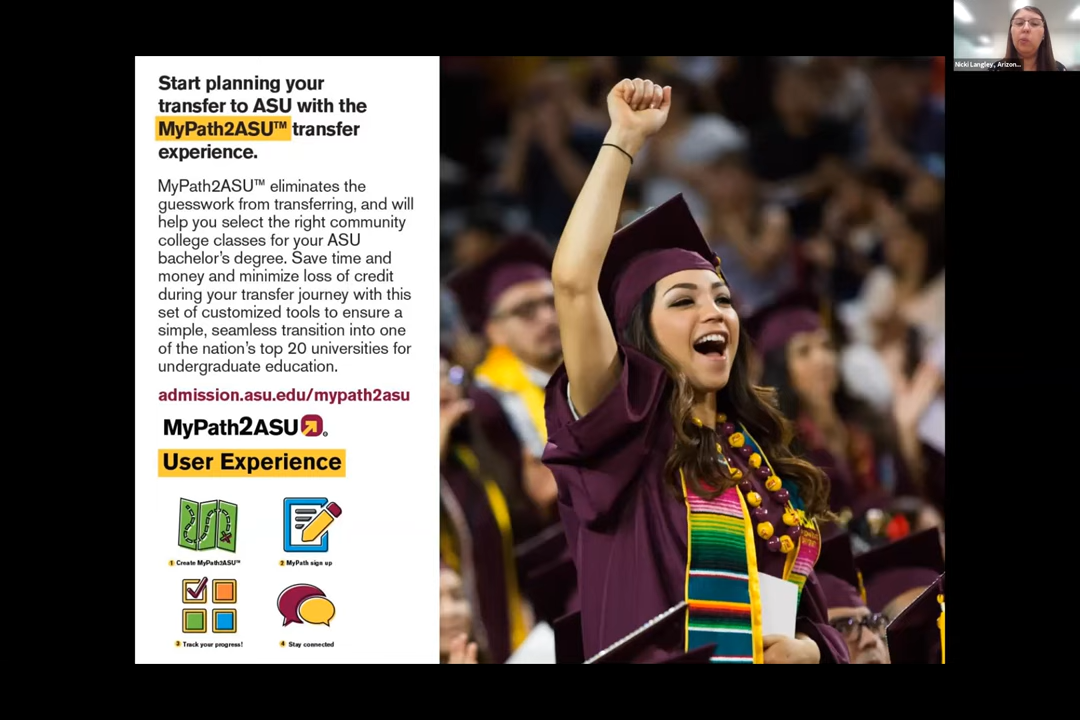 Start planning your
transfer to ASU with the
MyPath2ASU™ transfer
experience.
MyPath2ASU™ eliminates the
guesswork from transferring, and will
help you select the right community
college classes for your ASU
bachelor's degree. Save time and
money and minimize loss of credit
during your transfer journey with this
set of customized tools to ensure a
simple, seamless transition into one
of the nation's top 20 universities for
undergraduate education.
admission.asu.edu/mypath2asu
MyPath2ASU®
User Experience
1 Create MyPath2ASU™
2 MyPath sign up
3 Track your progress!
4 Stay connected
Nicki Langley, Arizon...